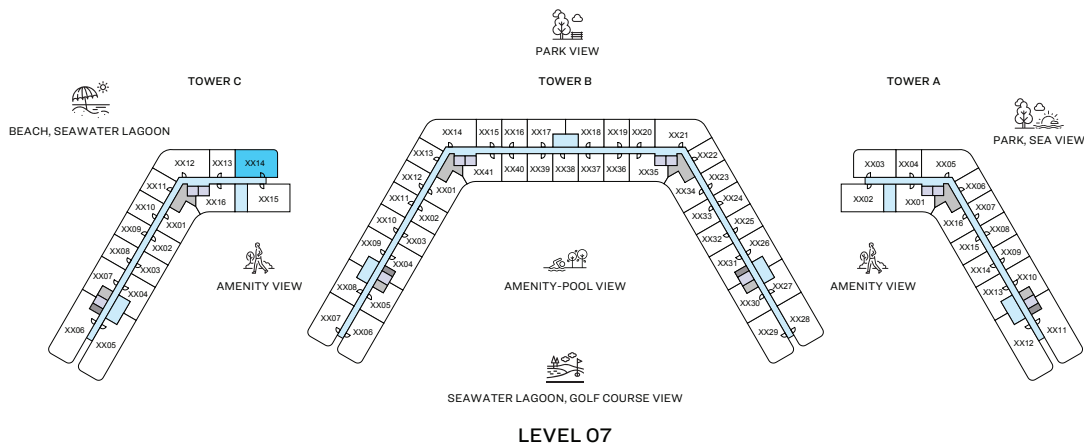 PARK VIEW
TOWER C
TOWER B
TOWER A
BEACH, SEAWATER LAGOON
PARK, SEA VIEW
XX12
XX13
XX14
XX11
XX10
XX09
XX08
XX07
XX06
XX05
XX04
XX03
XX02
XX01
XX16
XX15
AMENITY VIEW
XX14
XX15
XX16
XX17
XX18
XX19
XX20
XX21
XX13
XX12
XX11
XX10
XX09
XX08
XX07
XX06
XX05
XX04
XX03
XX02
XX01
XX41
XX40
XX39
XX38
XX37
XX36
XX35
XX34
XX33
XX32
XX31
XX30
XX29
XX28
XX27
XX26
XX25
XX24
XX23
XX22
AMENITY-POOL VIEW
XX03
XX04
XX05
XX02
XX01
XX16
XX15
XX14
XX13
XX12
XX11
XX10
XX09
XX08
XX07
XX06
AMENITY VIEW
SEAWATER LAGOON, GOLF COURSE VIEW
LEVEL 07